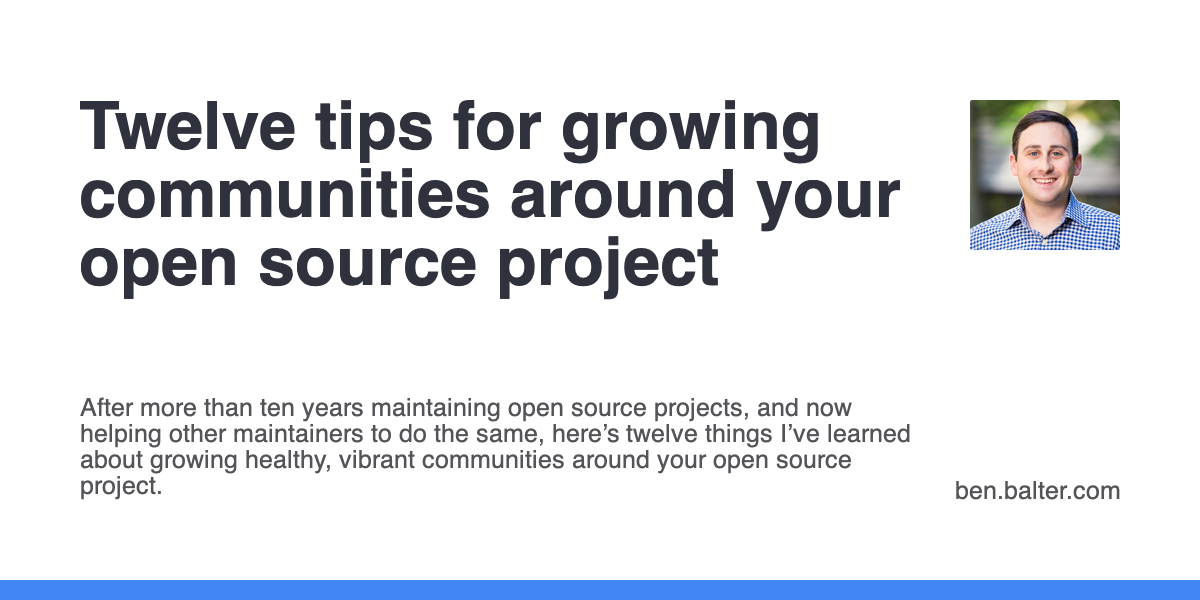 Twelve tips for growing
communities around your
open source project
After more than ten years maintaining open source projects, and now
helping other maintainers to do the same, here’s twelve things I’ve learned
about growing healthy, vibrant communities around your open source
project.
ben.balter.com